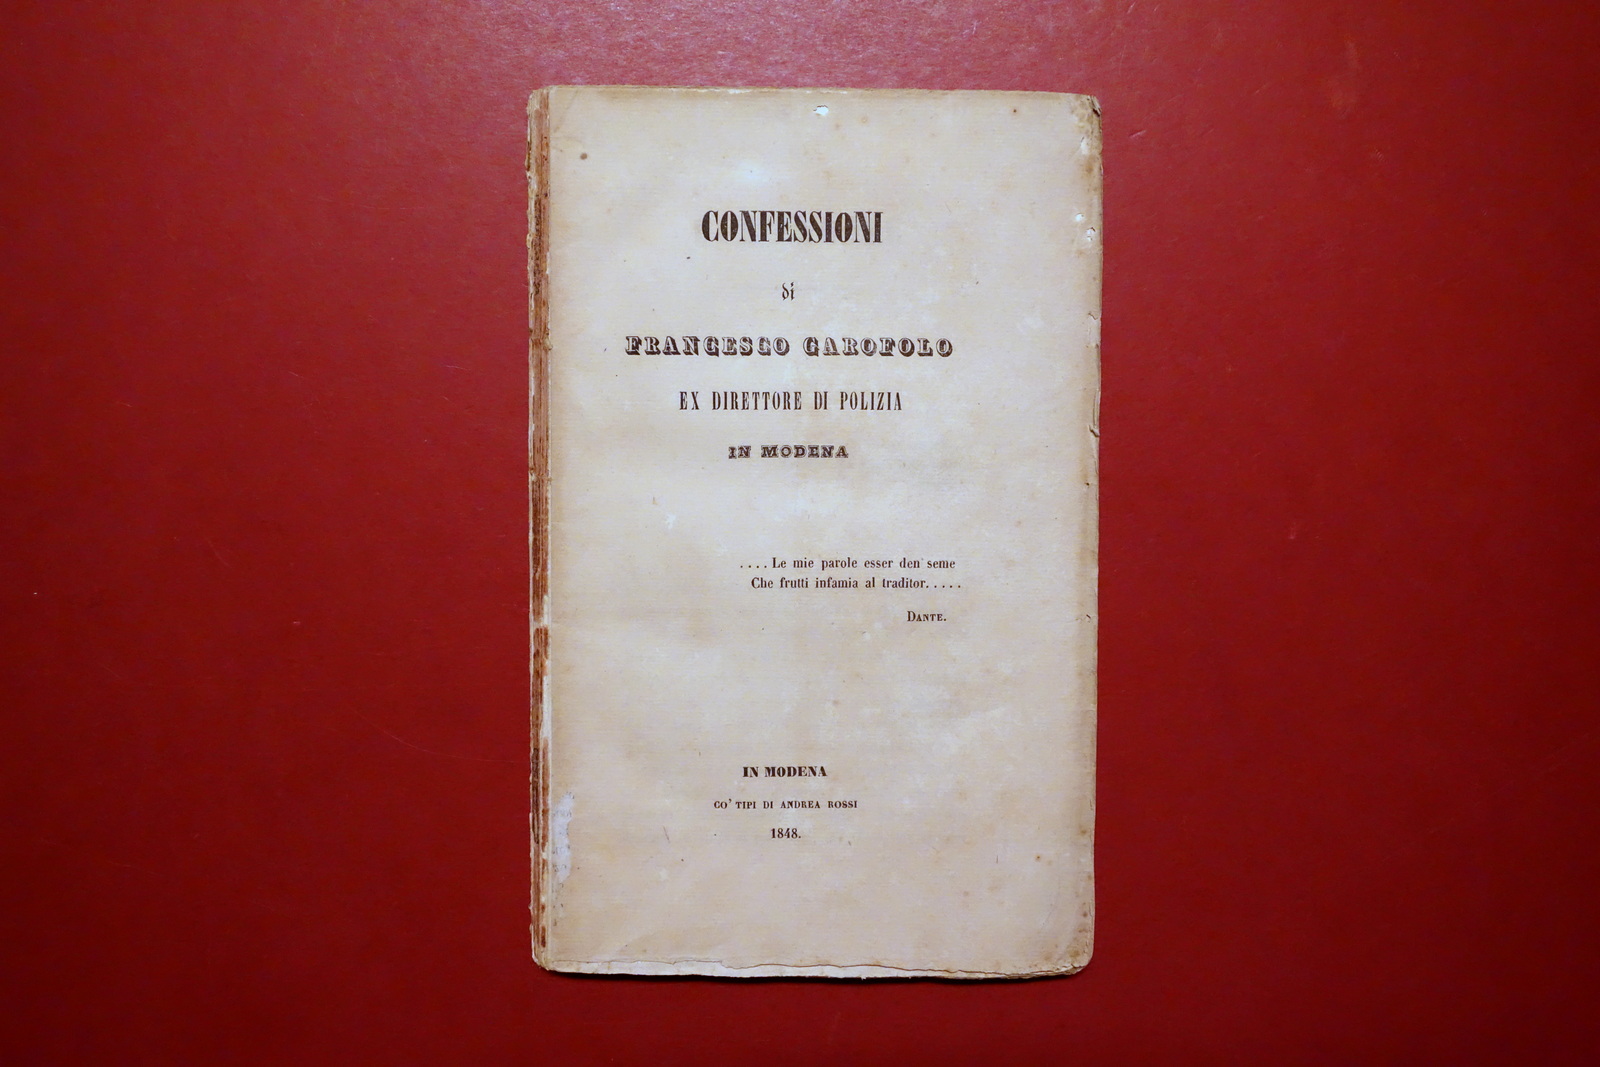 CONFESSIONI
di
FRANCESCO GAROFOLO
EX DIRETTORE DI POLIZIA
IN MODENA
....Le mie parole esser den' seme
Che frutti infamia al traditor.....
DANTE.
IN MODENA
CO' TIPI DI ANDREA ROSSI
1848.